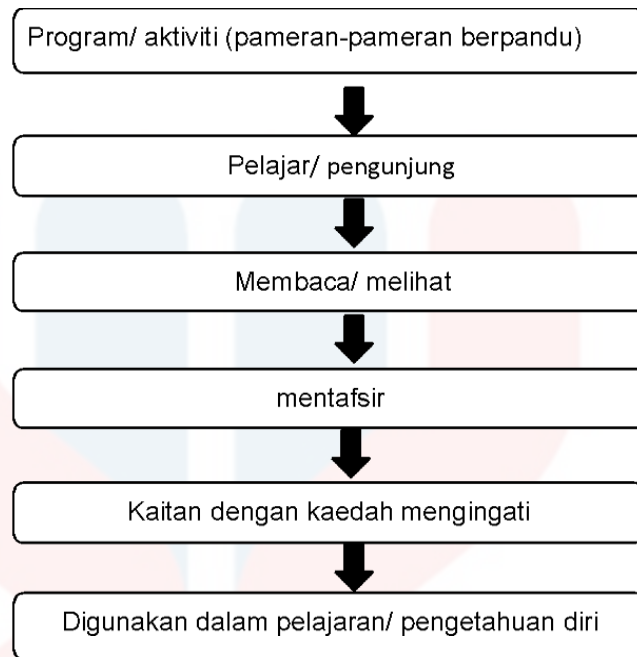 Program/ aktiviti (pameran-pameran berpandu)
Pelajar/ pengunjung
Membaca/ melihat
mentafsir
Kaitan dengan kaedah mengingati
Digunakan dalam pelajaran/ pengetahuan diri